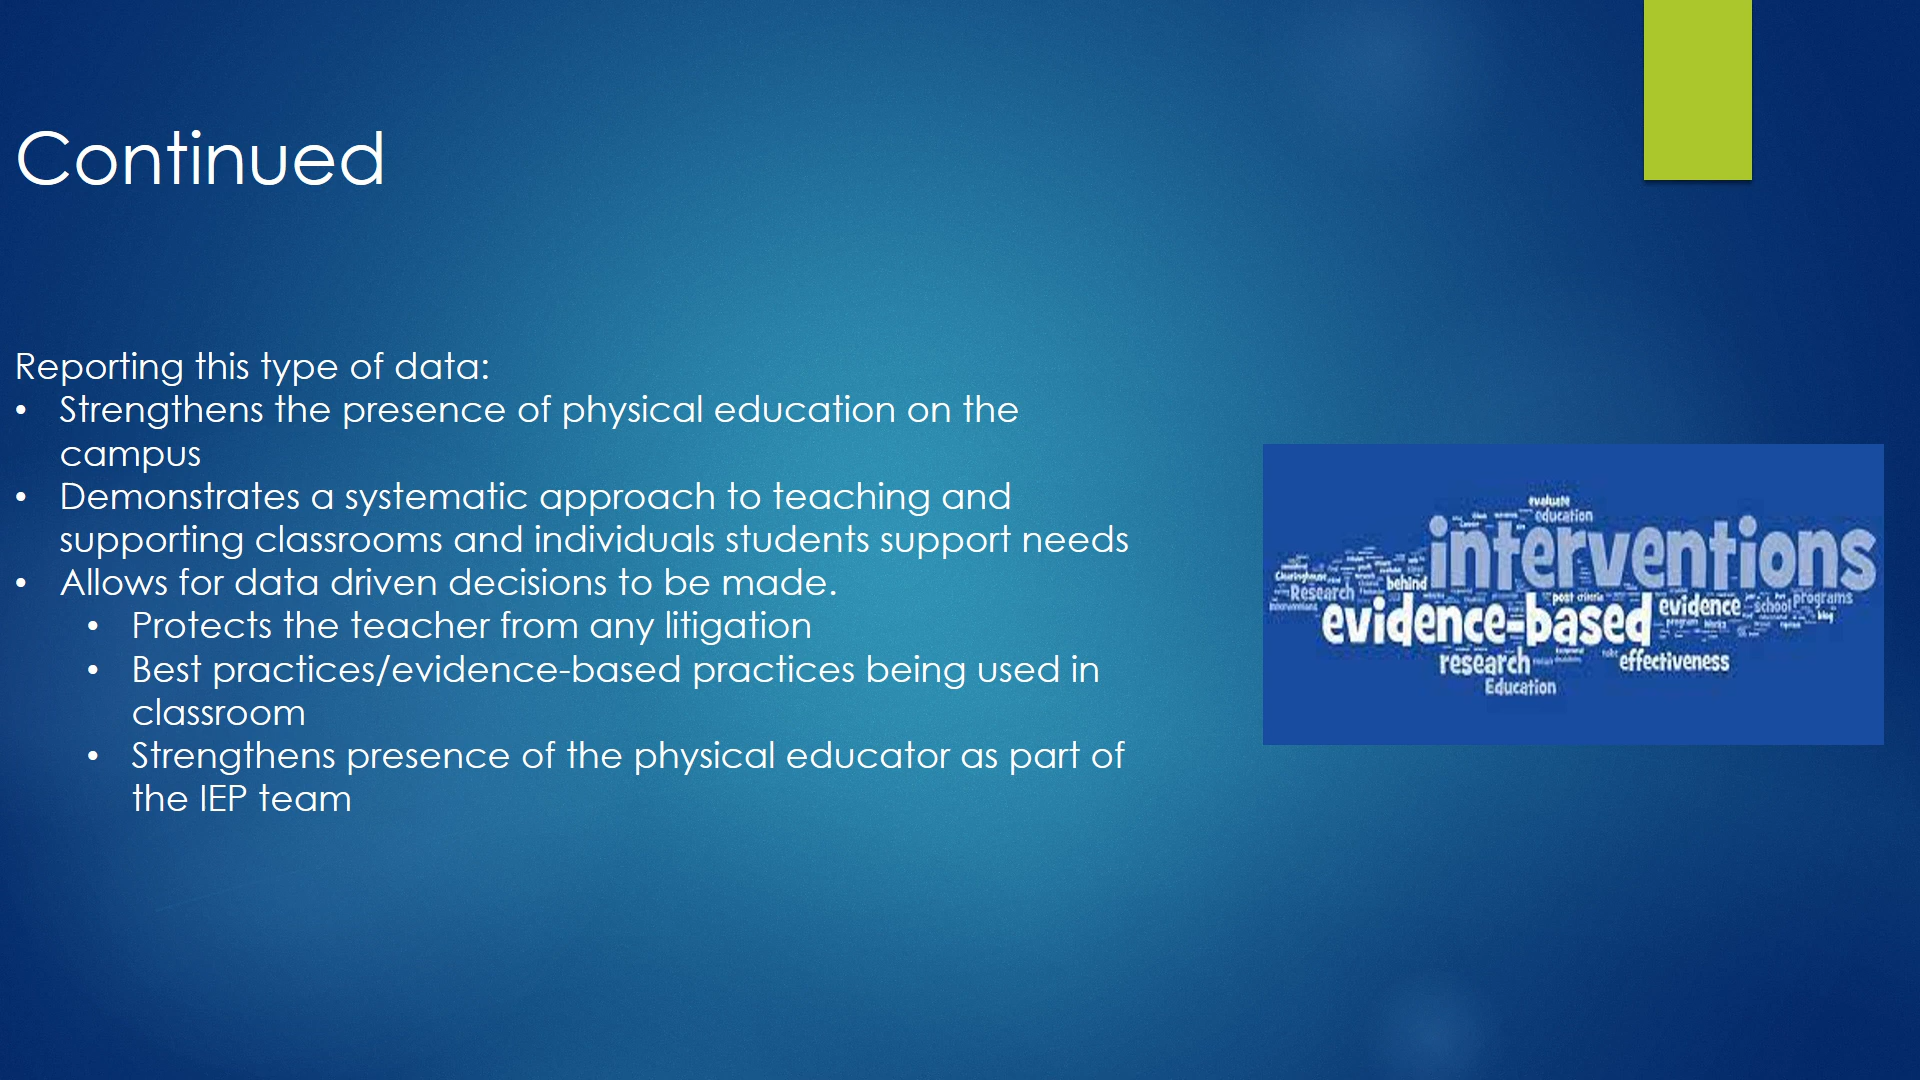 Continued
Reporting this type of data:
• Strengthens the presence of physical education on the
campus
• Demonstrates a systematic approach to teaching and
supporting classrooms and individuals students support needs
• Allows for data driven decisions to be made.
• Protects the teacher from any litigation
• Best practices/evidence-based practices being used in
classroom
• Strengthens presence of the physical educator as part of
the IEP team
evaluate
education
interventions
behind
Research
post criteria
evidence-based
evidence
school
programs
research
effectiveness
Education